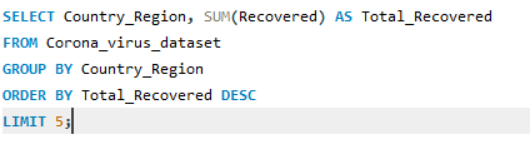 SELECT Country_Region, SUM(Recovered) AS Total_Recovered
FROM Corona_virus_dataset
GROUP BY Country_Region
ORDER BY Total_Recovered DESC
LIMIT 5;